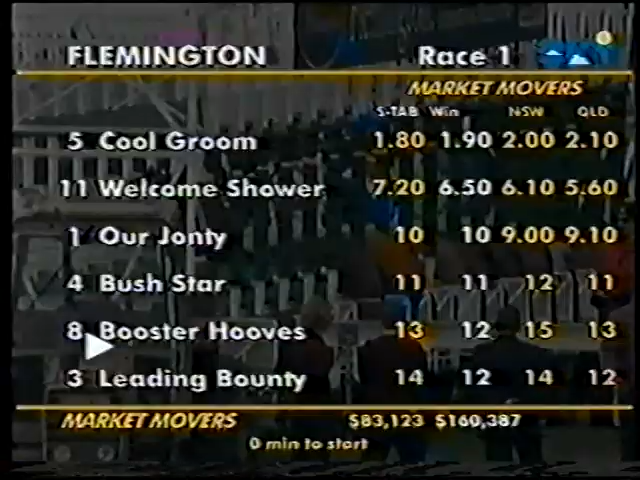 FLEMINGTON Race 1
MARKET MOVERS
S-TAB Win NSW QLD
5 Cool Groom 1.80 1.90 2.00 2.10
11 Welcome Shower 7.20 6.50 6.10 5.60
1 Our Jonty 10 10 9.00 9.10
4 Bush Star 11 11 12 11
8 Booster Hooves 13 12 15 13
3 Leading Bounty 14 12 14 12
MARKET MOVERS $83,123 $160,387
0 min to start